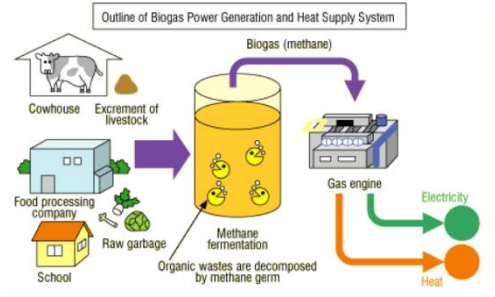 Outline of Biogas Power Generation and Heat Supply System
Biogas (methane)
Cowhouse
Excrement of
livestock
Food processing
company
Raw garbage
School
Methane
fermentation
Organic wastes are decomposed
by methane germ
Gas engine
Electricity
Heat